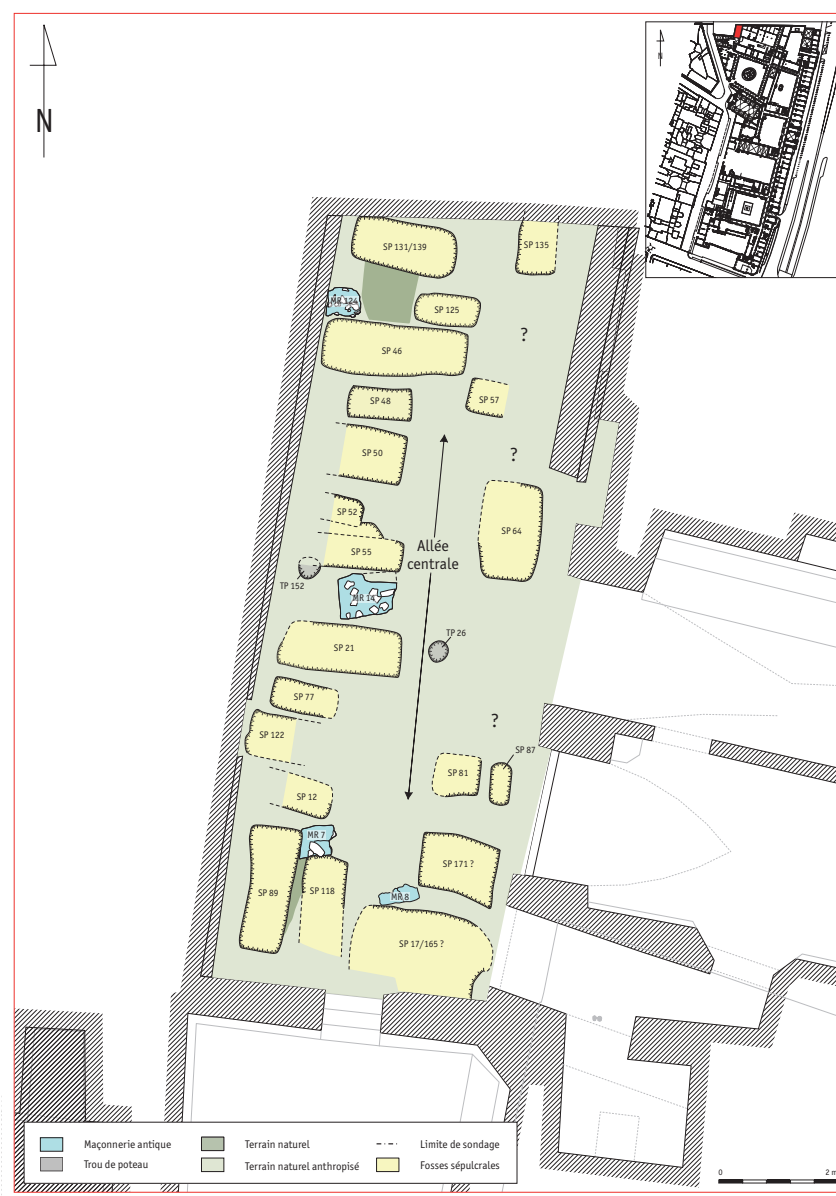 N
N
SP 131/139
SP 135
MR 124
SP 125
?
SP 46
SP 48
SP 57
SP 50
?
SP 52
SP 64
SP 55
Allée
centrale
TP 152
MR 14
TP 26
SP 21
SP 77
SP 122
?
SP 87
SP 81
SP 12
MR 7
SP 171 ?
SP 89
SP 118
MR 8
SP 17/165 ?
Maçonnerie antique
Terrain naturel
Limite de sondage
Trou de poteau
Terrain naturel anthropisé
Fosses sépulcrales
0 2 m